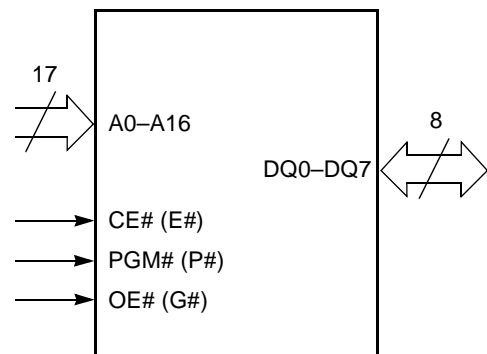 17
A0–A16
8
DQ0–DQ7
CE# (E#)
PGM# (P#)
OE# (G#)